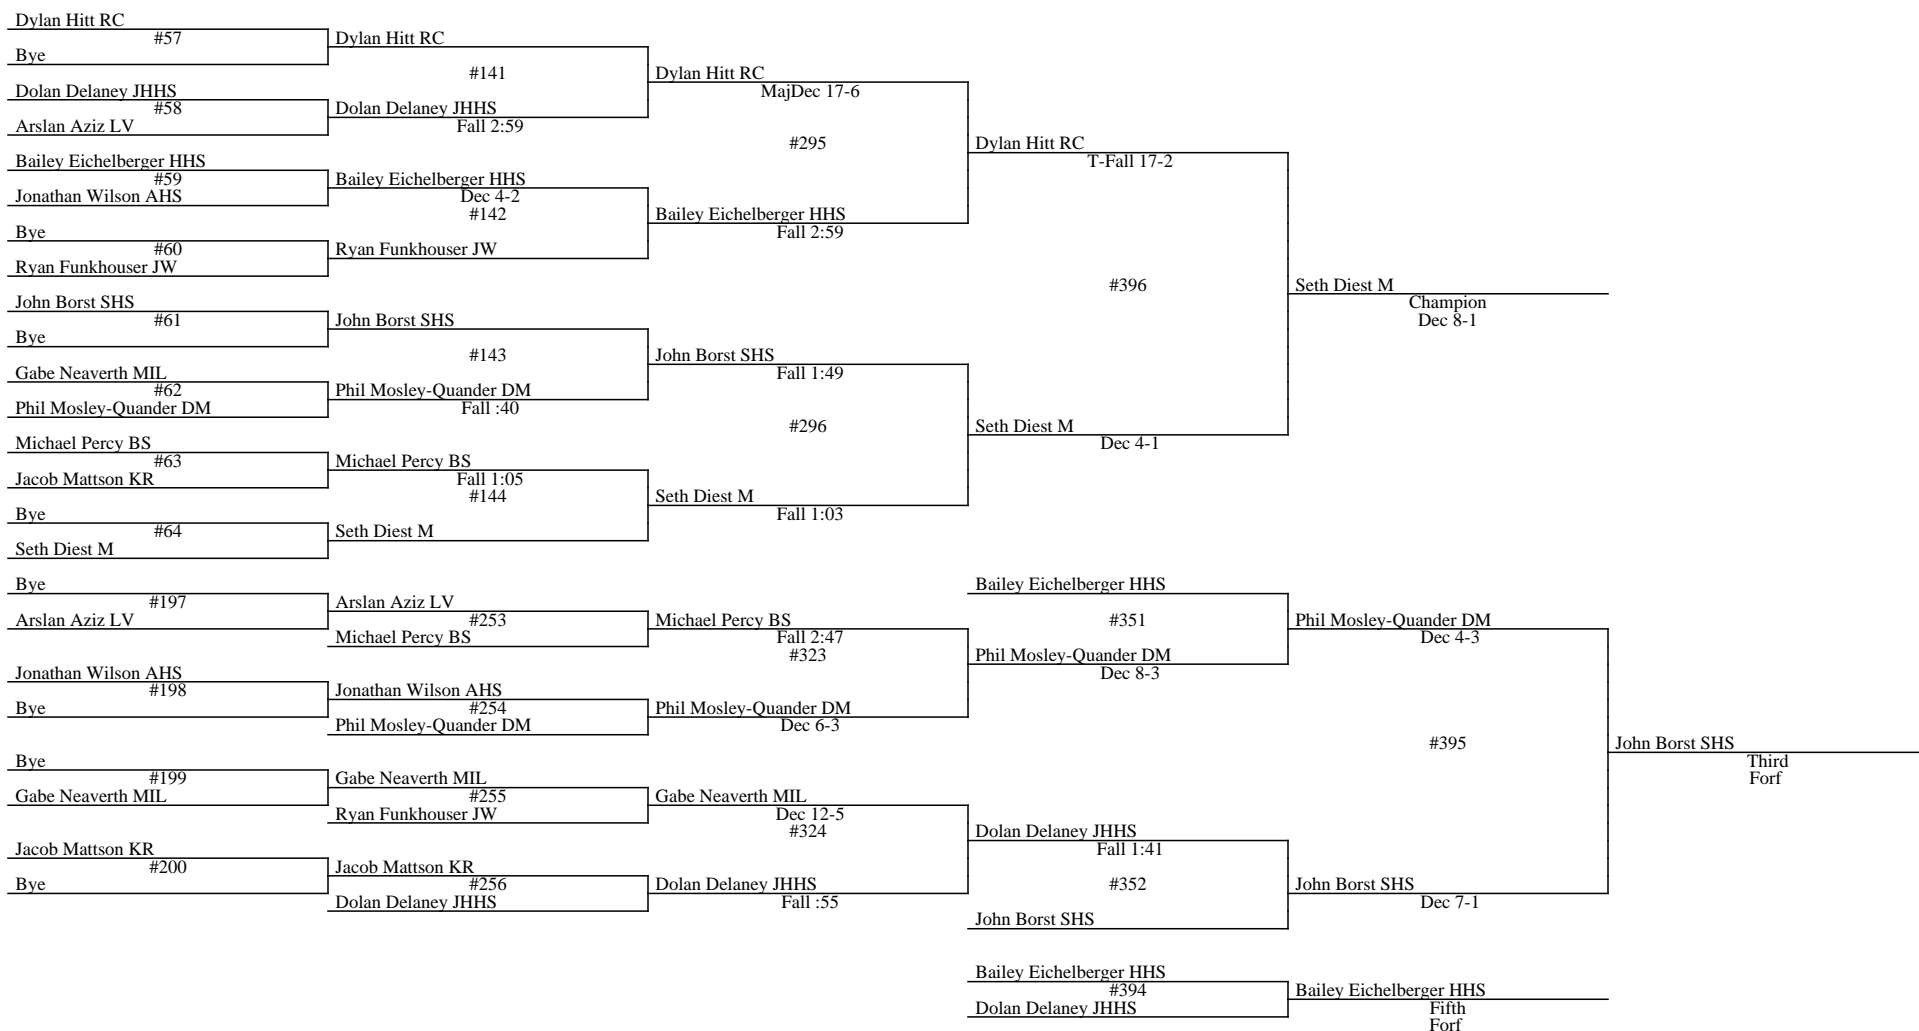 Dylan Hitt RC
#57
Bye
Dylan Hitt RC
#141
Dolan Delaney JHHS
#58
Arslan Aziz LV
Dolan Delaney JHHS
Fall 2:59
Dylan Hitt RC
MajDec 17-6
#295
Bailey Eichelberger HHS
#59
Jonathan Wilson AHS
Bailey Eichelberger HHS
Dec 4-2
#142
Bye
#60
Ryan Funkhouser JW
Ryan Funkhouser JW
Bailey Eichelberger HHS
Fall 2:59
Dylan Hitt RC
T-Fall 17-2
#396
John Borst SHS
#61
Bye
John Borst SHS
#143
Gabe Neaverth MIL
#62
Phil Mosley-Quander DM
Phil Mosley-Quander DM
Fall :40
John Borst SHS
Fall 1:49
#296
Michael Percy BS
#63
Jacob Mattson KR
Michael Percy BS
Fall 1:05
#144
Bye
#64
Seth Diest M
Seth Diest M
Seth Diest M
Fall 1:03
Seth Diest M
Dec 4-1
Seth Diest M
Champion
Dec 8-1
Bye
#197
Arslan Aziz LV
Arslan Aziz LV
#253
Michael Percy BS
Michael Percy BS
Fall 2:47
#323
Jonathan Wilson AHS
#198
Bye
Jonathan Wilson AHS
#254
Phil Mosley-Quander DM
Phil Mosley-Quander DM
Dec 6-3
Bailey Eichelberger HHS
#351
Phil Mosley-Quander DM
Dec 8-3
Phil Mosley-Quander DM
Dec 4-3
#395
Bye
#199
Gabe Neaverth MIL
Gabe Neaverth MIL
#255
Ryan Funkhouser JW
Gabe Neaverth MIL
Dec 12-5
#324
Jacob Mattson KR
#200
Bye
Jacob Mattson KR
#256
Dolan Delaney JHHS
Dolan Delaney JHHS
Fall :55
Dolan Delaney JHHS
Fall 1:41
#352
John Borst SHS
John Borst SHS
Dec 7-1
John Borst SHS
Third
Forf
Bailey Eichelberger HHS
#394
Dolan Delaney JHHS
Bailey Eichelberger HHS
Fifth
Forf